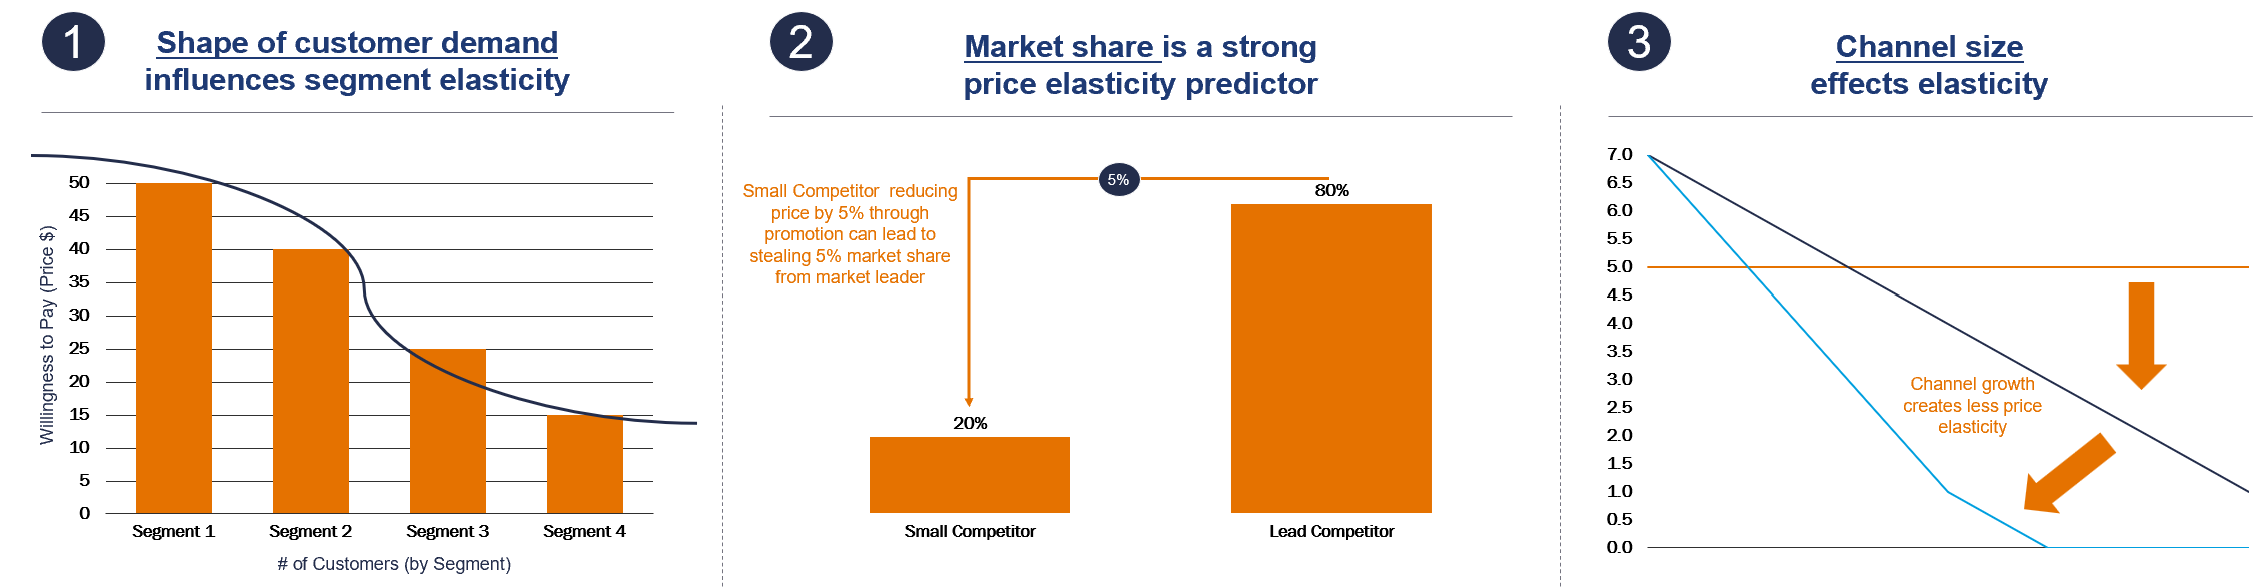 1
Shape of customer demand
influences segment elasticity
Willingness to Pay (Price $)
50
45
40
35
30
25
20
15
10
5
0
Segment 1
Segment 2
Segment 3
Segment 4
# of Customers (by Segment)
2
Market share is a strong
price elasticity predictor
Small Competitor reducing
price by 5% through
promotion can lead to
stealing 5% market share
from market leader
5%
80%
20%
Small Competitor
Lead Competitor
3
Channel size
effects elasticity
7.0
6.5
6.0
5.5
5.0
4.5
4.0
3.5
3.0
2.5
2.0
1.5
1.0
0.5
0.0
Channel growth
creates less price
elasticity